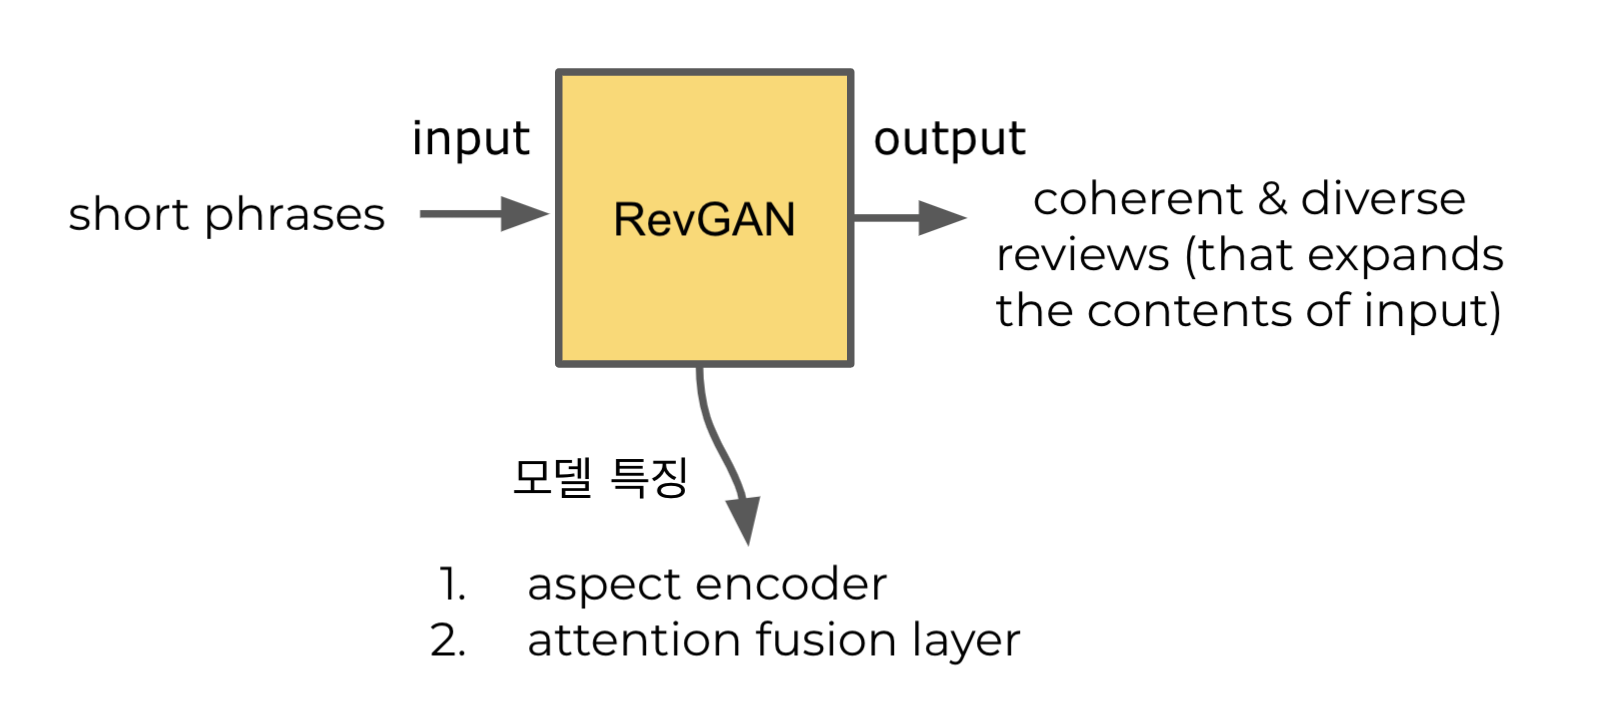 input
short phrases
RevGAN
output
coherent & diverse
reviews (that expands
the contents of input)
모델 특징
1. aspect encoder
2. attention fusion layer